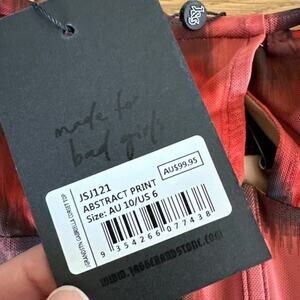 made for
bad girls
JSJ121
ABSTRACT PRINT
Size: AU 10/US 6
AU$99.95
9 354266 077438
WWW.JAGGERANDSTONE.COM